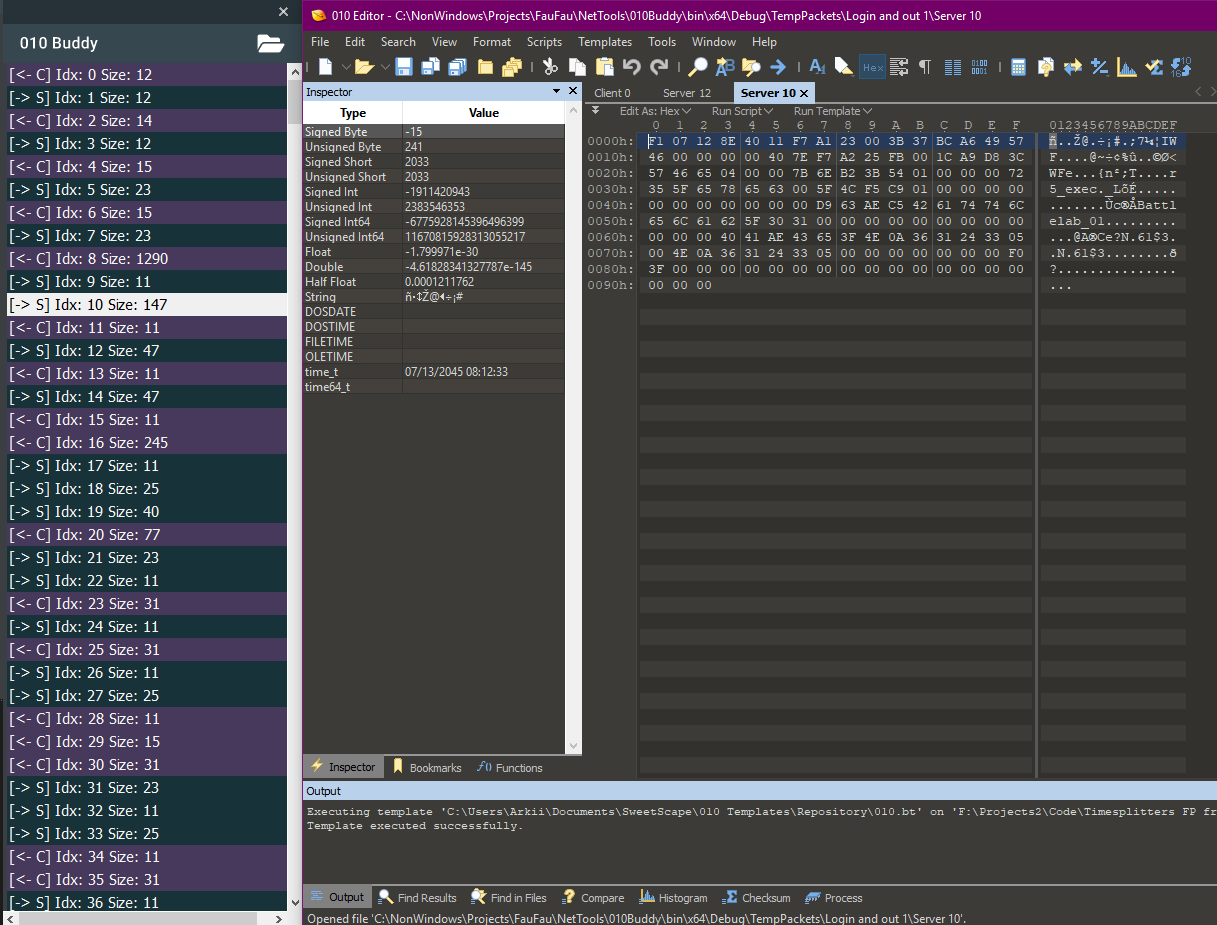 010 Buddy
[<- C] Idx: 0 Size: 12
[-> S] Idx: 1 Size: 12
[<- C] Idx: 2 Size: 14
[-> S] Idx: 3 Size: 12
[<- C] Idx: 4 Size: 15
[-> S] Idx: 5 Size: 23
[<- C] Idx: 6 Size: 15
[-> S] Idx: 7 Size: 23
[<- C] Idx: 8 Size: 1290
[-> S] Idx: 9 Size: 11
[-> S] Idx: 10 Size: 147
[<- C] Idx: 11 Size: 11
[-> S] Idx: 12 Size: 47
[<- C] Idx: 13 Size: 11
[-> S] Idx: 14 Size: 47
[<- C] Idx: 15 Size: 11
[<- C] Idx: 16 Size: 245
[-> S] Idx: 17 Size: 11
[-> S] Idx: 18 Size: 25
[-> S] Idx: 19 Size: 40
[<- C] Idx: 20 Size: 77
[-> S] Idx: 21 Size: 23
[-> S] Idx: 22 Size: 11
[<- C] Idx: 23 Size: 31
[-> S] Idx: 24 Size: 11
[<- C] Idx: 25 Size: 31
[-> S] Idx: 26 Size: 11
[-> S] Idx: 27 Size: 25
[<- C] Idx: 28 Size: 11
[<- C] Idx: 29 Size: 15
[<- C] Idx: 30 Size: 31
[-> S] Idx: 31 Size: 23
[-> S] Idx: 32 Size: 11
[-> S] Idx: 33 Size: 25
[<- C] Idx: 34 Size: 11
[<- C] Idx: 35 Size: 31
[-> S] Idx: 36 Size: 11
010 Editor - C:\NonWindows\Projects\FauFau\NetTools\010Buddy\bin\x64\Debug\TempPackets\Login and out 1\Server 10
File Edit Search View Format Scripts Templates Tools Window Help
Hex
Inspector
Type Value
Signed Byte -15
Unsigned Byte 241
Signed Short 2033
Unsigned Short 2033
Signed Int -1911420943
Unsigned Int 2383546353
Signed Int64 -6775928145396496399
Unsigned Int64 11670815928313055217
Float -1.799971e-30
Double -4.61828341327787e-145
Half Float 0.0001211762
String ñ•‡Ž@◄÷¡#
DOSDATE
DOSTIME
FILETIME
OLETIME
time_t 07/13/2045 08:12:33
time64_t
Inspector Bookmarks Functions
Client 0 Server 12 Server 10
Edit As: Hex Run Script Run Template
0 1 2 3 4 5 6 7 8 9 A B C D E F 0123456789ABCDEF
0000h: F1 07 12 8E 40 11 F7 A1 23 00 3B 37 BC A6 49 57 ñ..Ž@.÷¡#.;7¼¦IW
0010h: 46 00 00 00 00 40 7E F7 A2 25 FB 00 1C A9 D8 3C F....@~÷¢%û..©Ø<
0020h: 57 46 65 04 00 00 7B 6E B2 3B 54 01 00 00 00 72 WFe...{n²;T....r
0030h: 35 5F 65 78 65 63 00 5F 4C F5 C9 01 00 00 00 00 5_exec._LõÉ.....
0040h: 00 00 00 00 00 00 00 D9 63 AE C5 42 61 74 74 6C .......Ùc®ÅBattl
0050h: 65 6C 61 62 5F 30 31 00 00 00 00 00 00 00 00 00 elab_01.........
0060h: 00 00 00 40 41 AE 43 65 3F 4E 0A 36 31 24 33 05 ...@A®Ce?N.61$3.
0070h: 00 4E 0A 36 31 24 33 05 00 00 00 00 00 00 00 F0 .N.61$3........ð
0080h: 3F 00 00 00 00 00 00 00 00 00 00 00 00 00 00 00 ?...............
0090h: 00 00 00 ...
Output
Executing template 'C:\Users\Arkii\Documents\SweetScape\010 Templates\Repository\010.bt' on 'F:\Projects2\Code\Timesplitters FP fr
Template executed successfully.
Output Find Results Find in Files Compare Histogram Checksum Process
Opened file 'C:\NonWindows\Projects\FauFau\NetTools\010Buddy\bin\x64\Debug\TempPackets\Login and out 1\Server 10'.